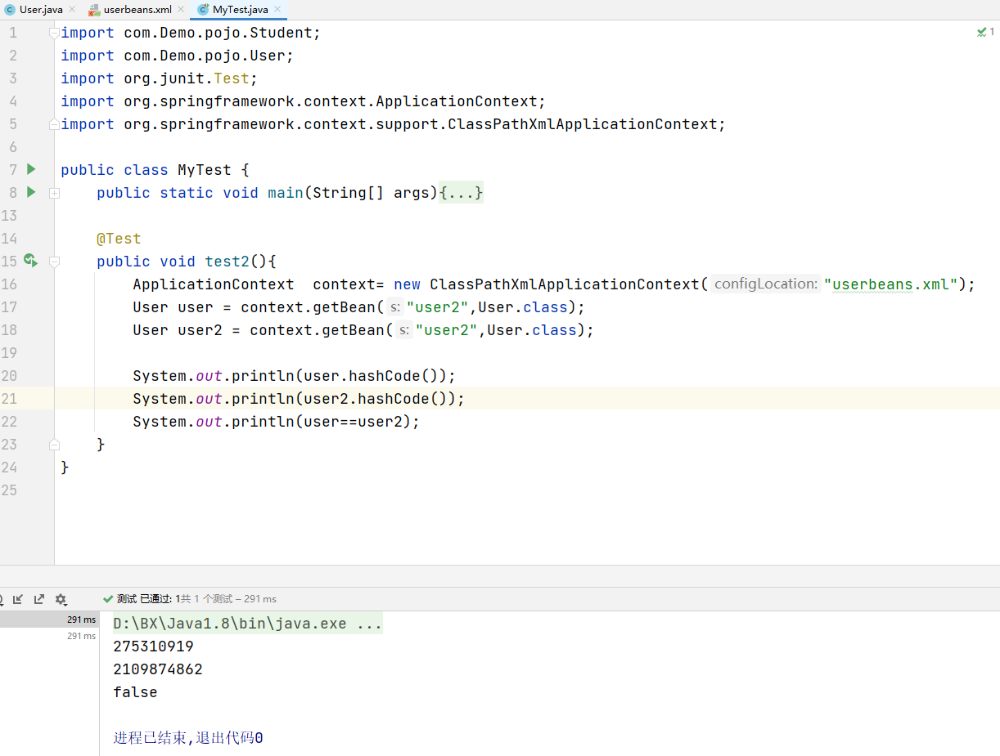 User.java userbeans.xml MyTest.java
1 import com.Demo.pojo.Student; 1
2 import com.Demo.pojo.User;
3 import org.junit.Test;
4 import org.springframework.context.ApplicationContext;
5 import org.springframework.context.support.ClassPathXmlApplicationContext;
6
7 public class MyTest {
8 public static void main(String[] args){...}
13
14 @Test
15 public void test2(){
16 ApplicationContext  context= new ClassPathXmlApplicationContext( configLocation: "userbeans.xml");
17 User user = context.getBean( s: "user2",User.class);
18 User user2 = context.getBean( s: "user2",User.class);
19
20 System.out.println(user.hashCode());
21 System.out.println(user2.hashCode());
22 System.out.println(user==user2);
23 }
24 }
25
测试 已通过: 1共 1 个测试 – 291 ms
291 ms D:\BX\Java1.8\bin\java.exe ...
291 ms
275310919
2109874862
false
进程已结束,退出代码0